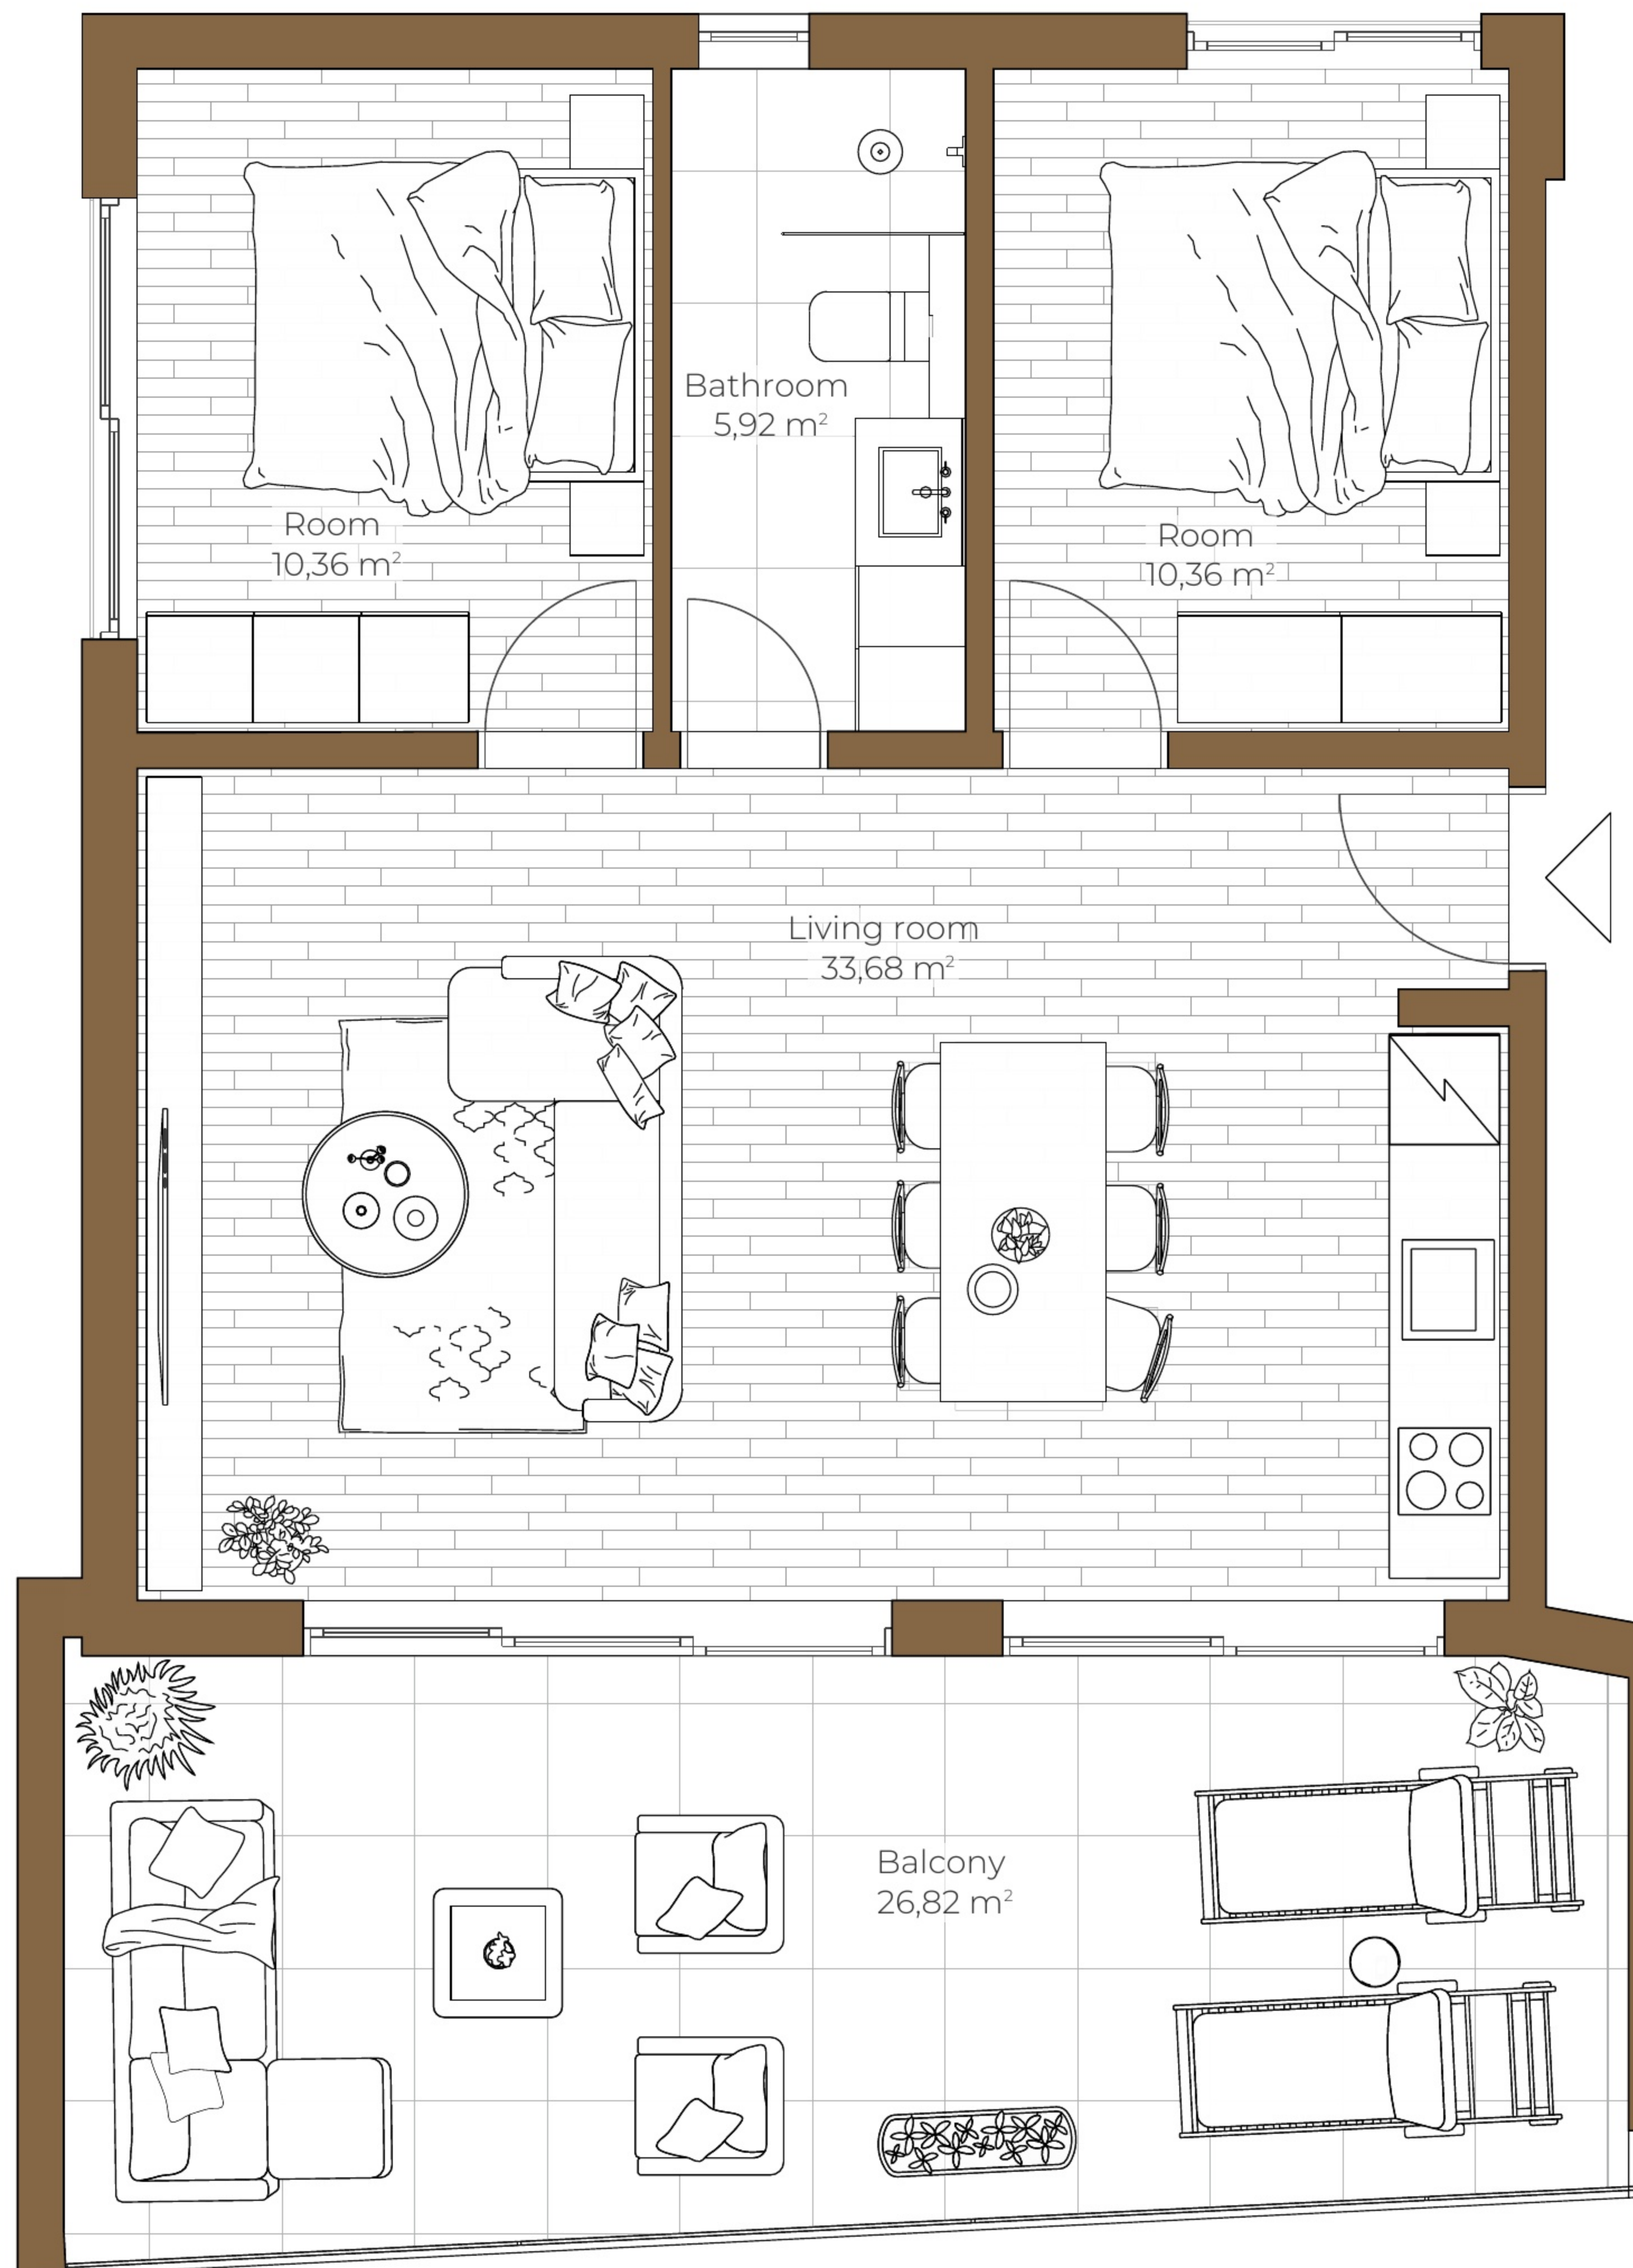 Bathroom
5,92 m²
Room
10,36 m²
Room
10,36 m²
Living room
33,68 m²
Balcony
26,82 m²